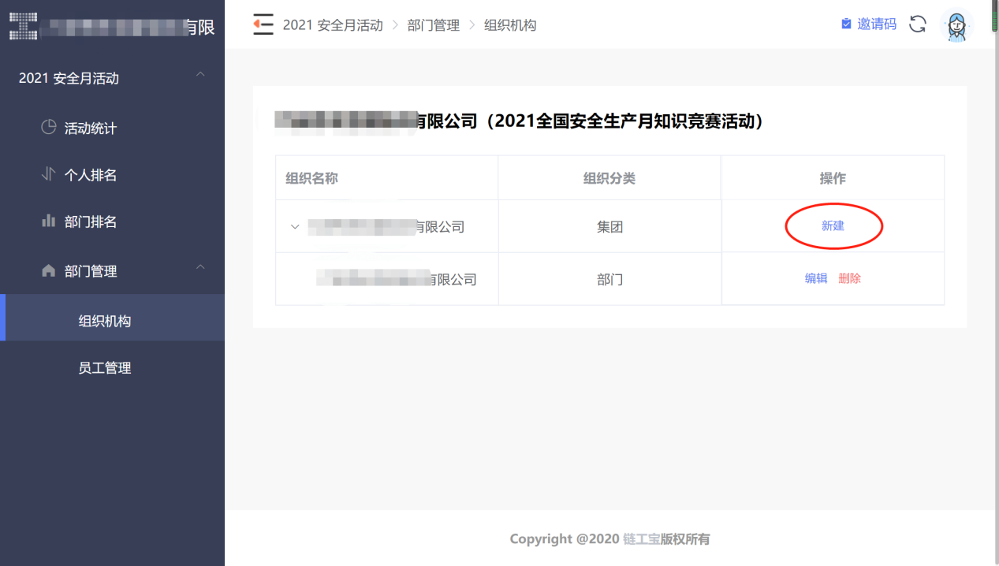 有限
2021 安全月活动
活动统计
个人排名
部门排名
部门管理
组织机构
员工管理
2021 安全月活动 > 部门管理 > 组织机构
邀请码
有限公司（2021全国安全生产月知识竞赛活动）
组织名称 组织分类 操作
有限公司 集团 新建
有限公司 部门 编辑 删除
Copyright @2020 链工宝版权所有